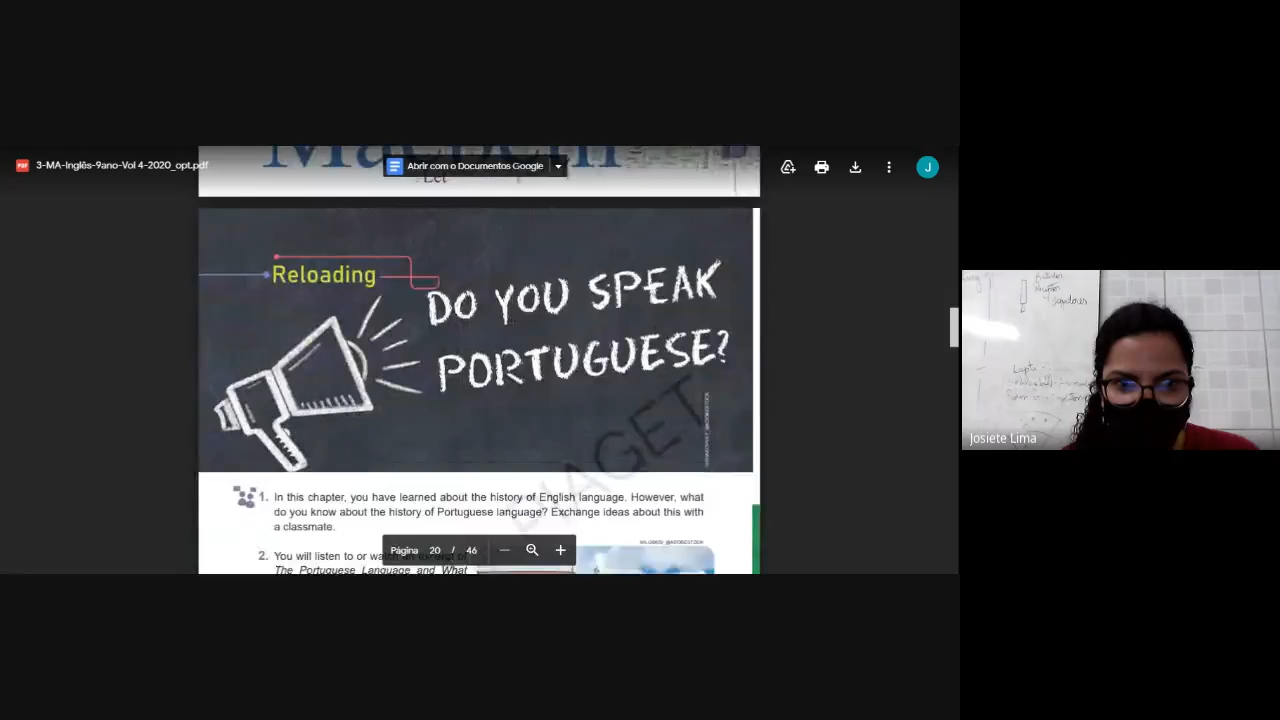 3-MA-Inglês-9ano-Vol 4-2020_opt.pdf
Abrir com o Documentos Google
J
Reloading
DO YOU SPEAK
PORTUGUESE?
PIAGET
1. In this chapter, you have learned about the history of English language. However, what
do you know about the history of Portuguese language? Exchange ideas about this with
a classmate.
2. You will listen to or
The Portuguese Language and What
Página 20 / 46
Josiete Lima